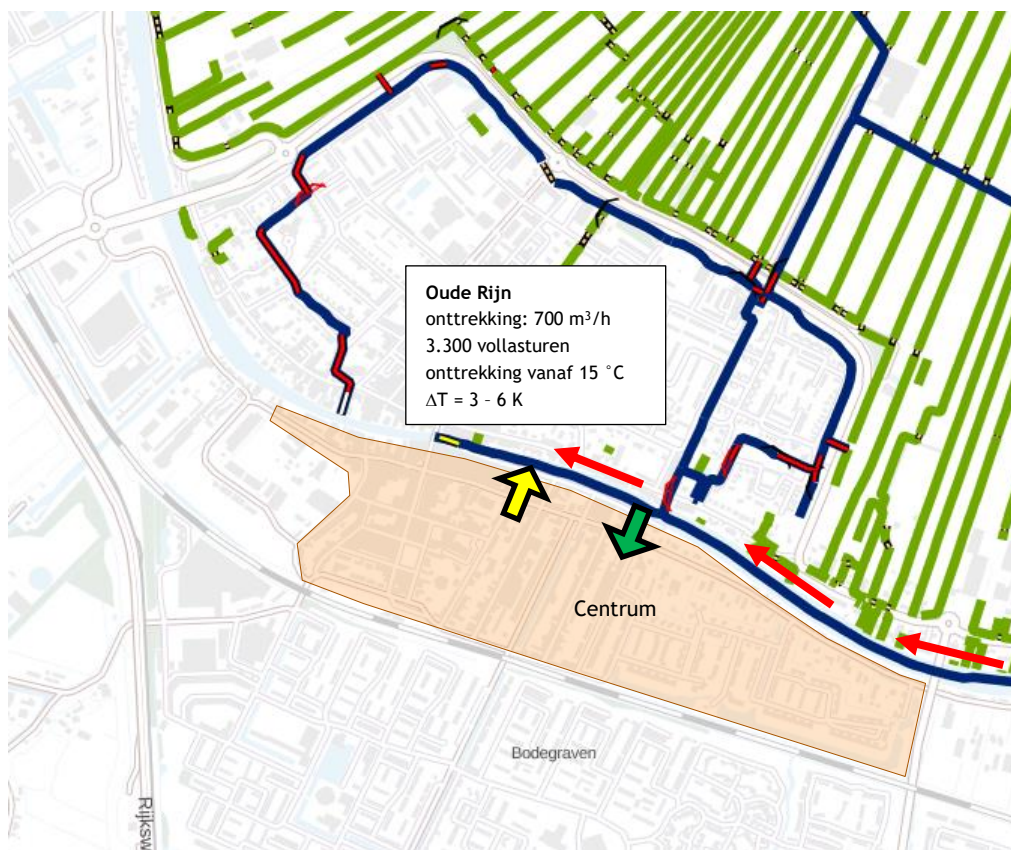 Oude Rijn
onttrekking: 700 m³/h
3.300 vollasturen
onttrekking vanaf 15 °C
ΔT = 3 - 6 K
Centrum
Bodegraven
Rijksw